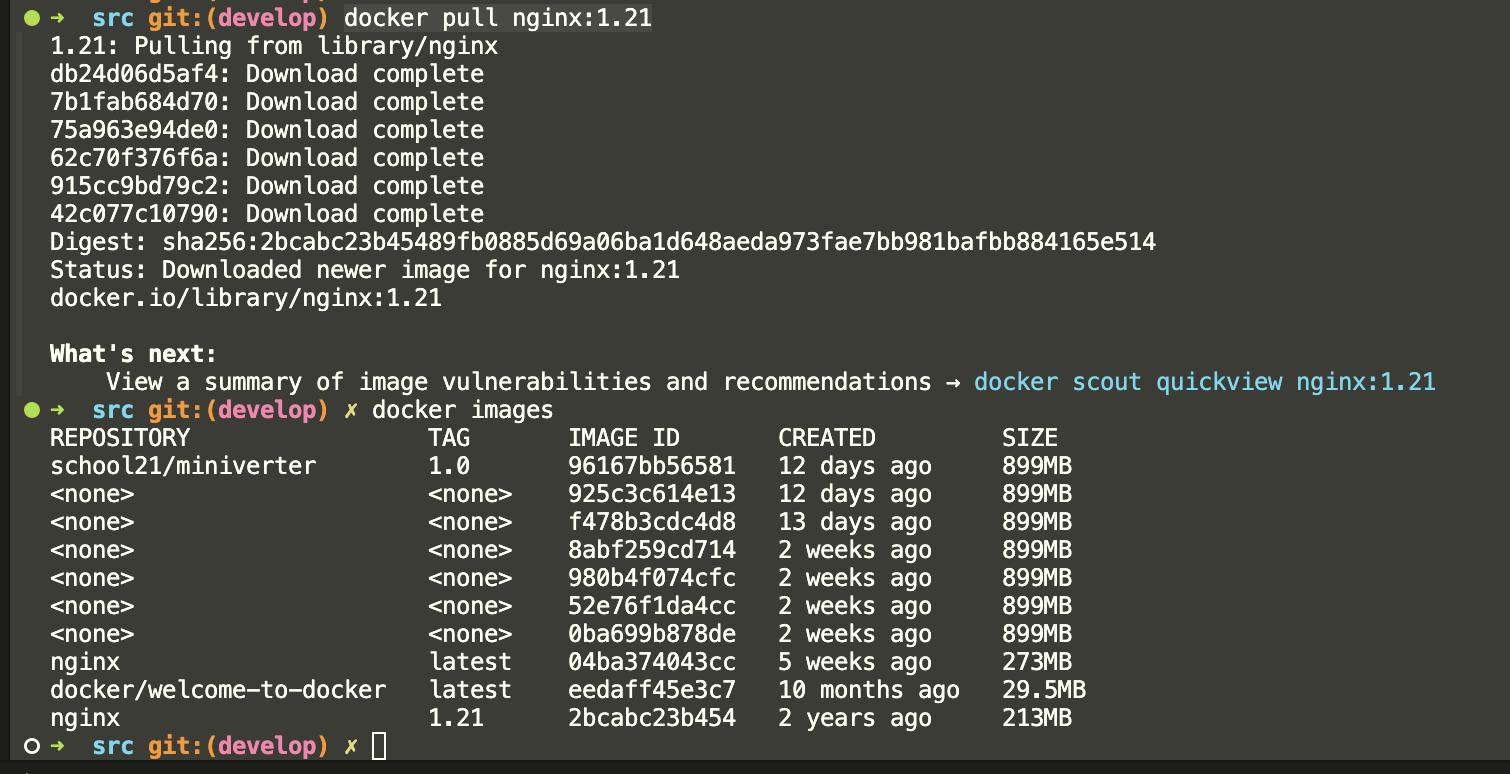 ➜ src git:(develop) docker pull nginx:1.21
1.21: Pulling from library/nginx
db24d06d5af4: Download complete
7b1fab684d70: Download complete
75a963e94de0: Download complete
62c70f376f6a: Download complete
915cc9bd79c2: Download complete
42c077c10790: Download complete
Digest: sha256:2bcabc23b45489fb0885d69a06ba1d648aeda973fae7bb981bafbb884165e514
Status: Downloaded newer image for nginx:1.21
docker.io/library/nginx:1.21
What's next:
View a summary of image vulnerabilities and recommendations → docker scout quickview nginx:1.21
➜ src git:(develop) ✗ docker images
REPOSITORY TAG IMAGE ID CREATED SIZE
school21/miniverter 1.0 96167bb56581 12 days ago 899MB
<none> <none> 925c3c614e13 12 days ago 899MB
<none> <none> f478b3cdc4d8 13 days ago 899MB
<none> <none> 8abf259cd714 2 weeks ago 899MB
<none> <none> 980b4f074cfc 2 weeks ago 899MB
<none> <none> 52e76f1da4cc 2 weeks ago 899MB
<none> <none> 0ba699b878de 2 weeks ago 899MB
nginx latest 04ba374043cc 5 weeks ago 273MB
docker/welcome-to-docker latest eedaff45e3c7 10 months ago 29.5MB
nginx 1.21 2bcabc23b454 2 years ago 213MB
➜ src git:(develop) ✗